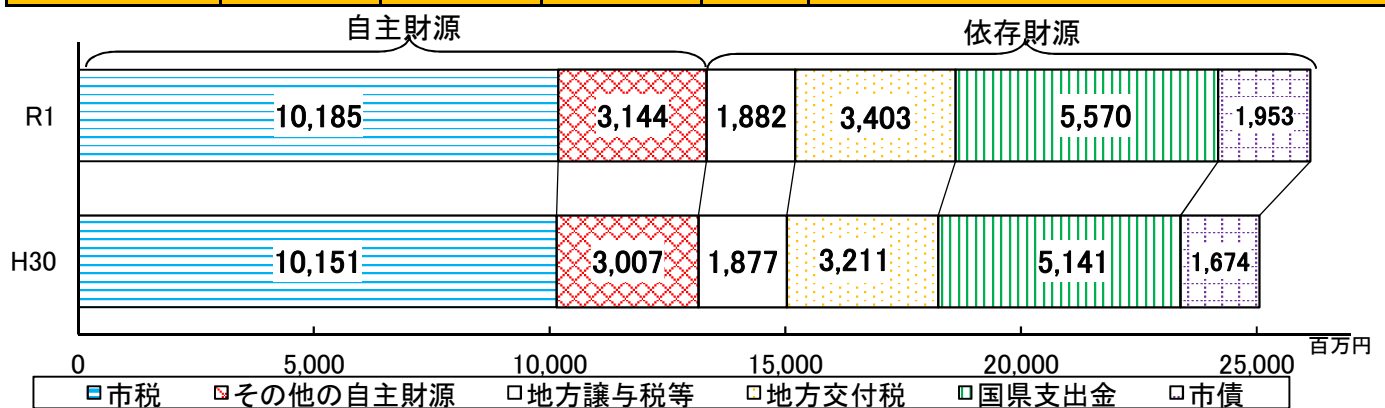 自主財源 依存財源
R1 10,185 3,144 1,882 3,403 5,570 1,953
H30 10,151 3,007 1,877 3,211 5,141 1,674
0 5,000 10,000 15,000 20,000 25,000 百万円
市税 その他の自主財源 地方譲与税等 地方交付税 国県支出金 市債